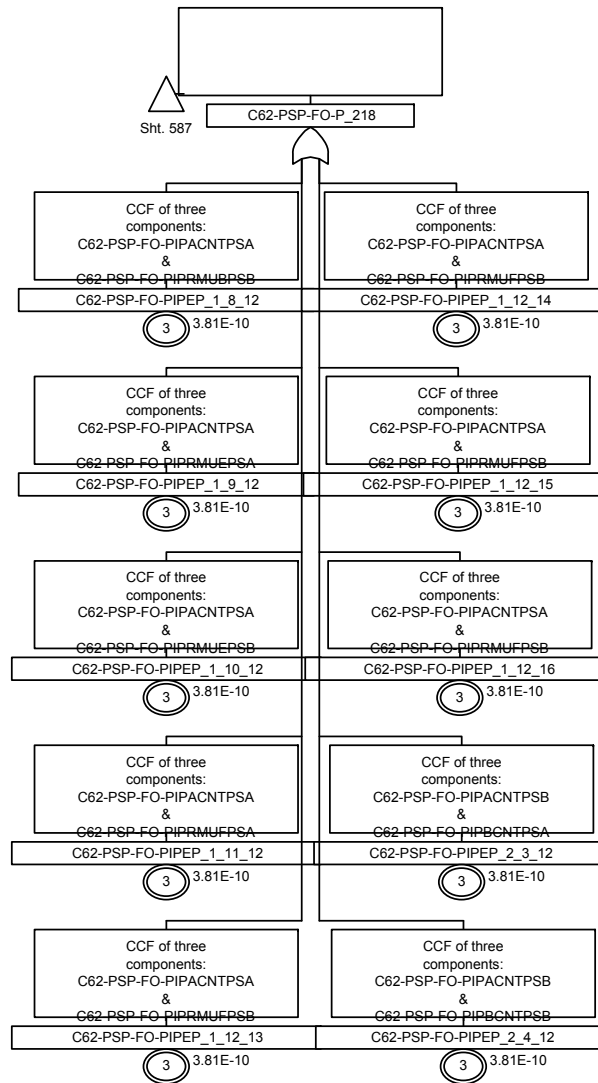 C62-PSP-FO-P_218
Sht. 587
CCF of three
components:
C62-PSP-FO-PIPACNTPSA
&
C62-PSP-FO-PIPRMUBPSB
C62-PSP-FO-PIPEP_1_8_12
3
3.81E-10
CCF of three
components:
C62-PSP-FO-PIPACNTPSA
&
C62-PSP-FO-PIPRMUFPSB
C62-PSP-FO-PIPEP_1_12_14
3
3.81E-10
CCF of three
components:
C62-PSP-FO-PIPACNTPSA
&
C62-PSP-FO-PIPRMUEPSA
C62-PSP-FO-PIPEP_1_9_12
3
3.81E-10
CCF of three
components:
C62-PSP-FO-PIPACNTPSA
&
C62-PSP-FO-PIPRMUFPSB
C62-PSP-FO-PIPEP_1_12_15
3
3.81E-10
CCF of three
components:
C62-PSP-FO-PIPACNTPSA
&
C62-PSP-FO-PIPRMUEPSB
C62-PSP-FO-PIPEP_1_10_12
3
3.81E-10
CCF of three
components:
C62-PSP-FO-PIPACNTPSA
&
C62-PSP-FO-PIPRMUFPSB
C62-PSP-FO-PIPEP_1_12_16
3
3.81E-10
CCF of three
components:
C62-PSP-FO-PIPACNTPSA
&
C62-PSP-FO-PIPRMUFPSA
C62-PSP-FO-PIPEP_1_11_12
3
3.81E-10
CCF of three
components:
C62-PSP-FO-PIPACNTPSB
&
C62-PSP-FO-PIPBCNTPSA
C62-PSP-FO-PIPEP_2_3_12
3
3.81E-10
CCF of three
components:
C62-PSP-FO-PIPACNTPSA
&
C62-PSP-FO-PIPRMUFPSB
C62-PSP-FO-PIPEP_1_12_13
3
3.81E-10
CCF of three
components:
C62-PSP-FO-PIPACNTPSB
&
C62-PSP-FO-PIPBCNTPSB
C62-PSP-FO-PIPEP_2_4_12
3
3.81E-10